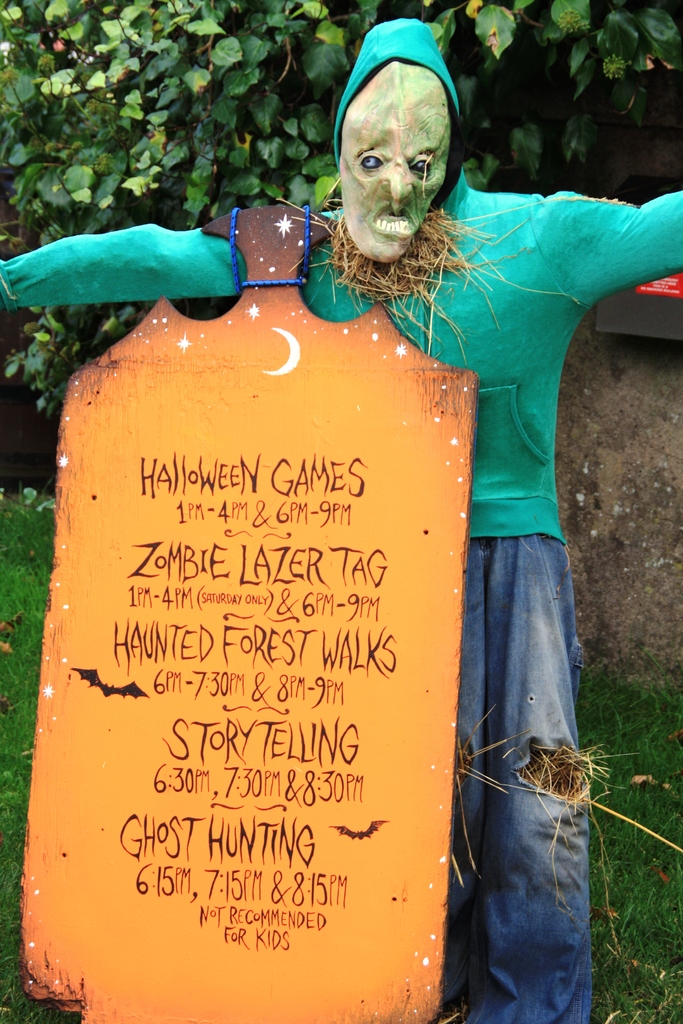 HALLOWEEN GAMES
1PM-4PM & 6PM-9PM
ZOMBIE LAZER TAG
1PM-4PM (SATURDAY ONLY) & 6PM-9PM
HAUNTED FOREST WALKS
6PM-7:30PM & 8PM-9PM
STORYTELLING
6:30PM, 7:30PM & 8:30PM
GHOST HUNTING
6:15PM, 7:15PM & 8:15PM
NOT RECOMMENDED
FOR KIDS